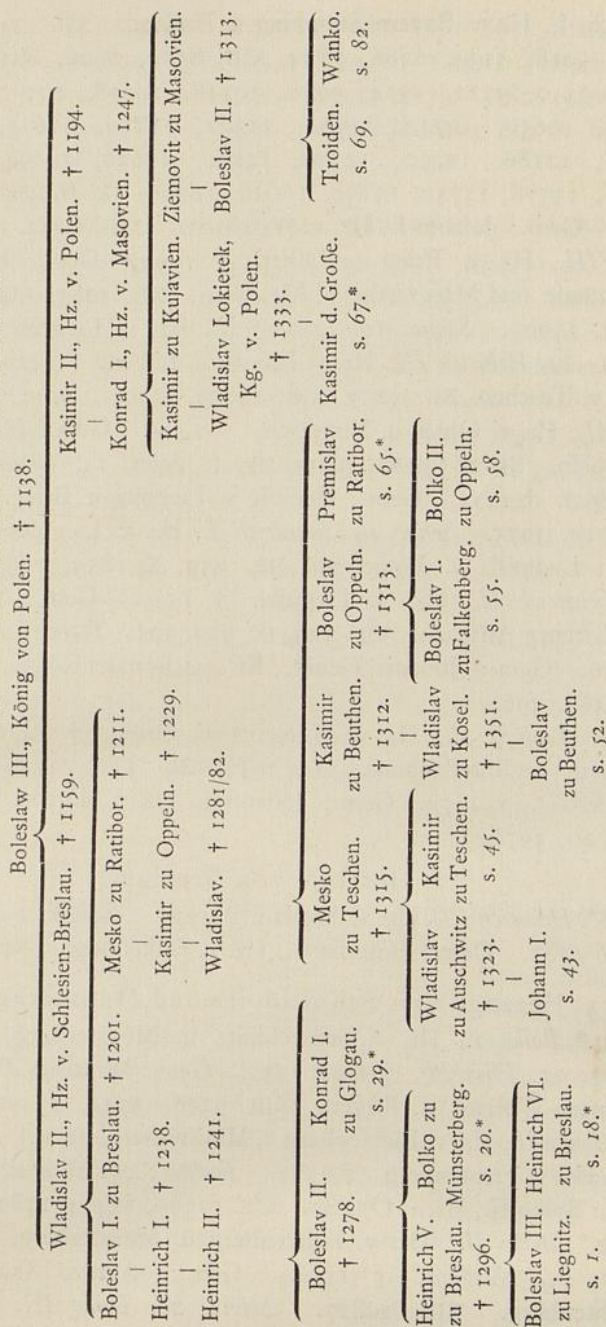 Boleslaw III., König von Polen. † 1138.
Wladislav II., Hz. v. Schlesien-Breslau. † 1159.
Kasimir II., Hz. v. Polen. † 1194.
Boleslav I. zu Breslau. † 1201.
Mesko zu Ratibor. † 1211.
Konrad I., Hz. v. Masovien. † 1247.
Heinrich I. † 1238.
Kasimir zu Oppeln. † 1229.
Kasimir zu Kujavien. Ziemovit zu Masovien.
Heinrich II. † 1241.
Wladislav. † 1281/82.
Wladislav Lokietek,
Kg. v. Polen.
† 1333.
Boleslav II. † 1313.
Boleslav II.
† 1278.
Konrad I.
zu Glogau.
s. 29.*
Mesko
zu Teschen.
† 1315.
Kasimir
zu Beuthen.
† 1312.
Boleslav
zu Oppeln.
† 1313.
Premislav
zu Ratibor.
s. 65.*
Kasimir d. Große.
s. 67.*
Troiden.
s. 69.
Wanko.
s. 82.
Heinrich V.
zu Breslau.
† 1296.
Bolko zu
Münsterberg.
s. 20.*
Wladislav
zu Auschwitz
† 1323.
Kasimir
zu Teschen.
s. 45.
Wladislav
zu Kosel.
† 1351.
Boleslav I.
zu Falkenberg.
s. 55.
Bolko II.
zu Oppeln.
s. 58.
Boleslav III.
zu Liegnitz.
s. 1.
Heinrich VI.
zu Breslau.
s. 18.*
Johann I.
s. 43.
Boleslav
zu Beuthen.
s. 52.